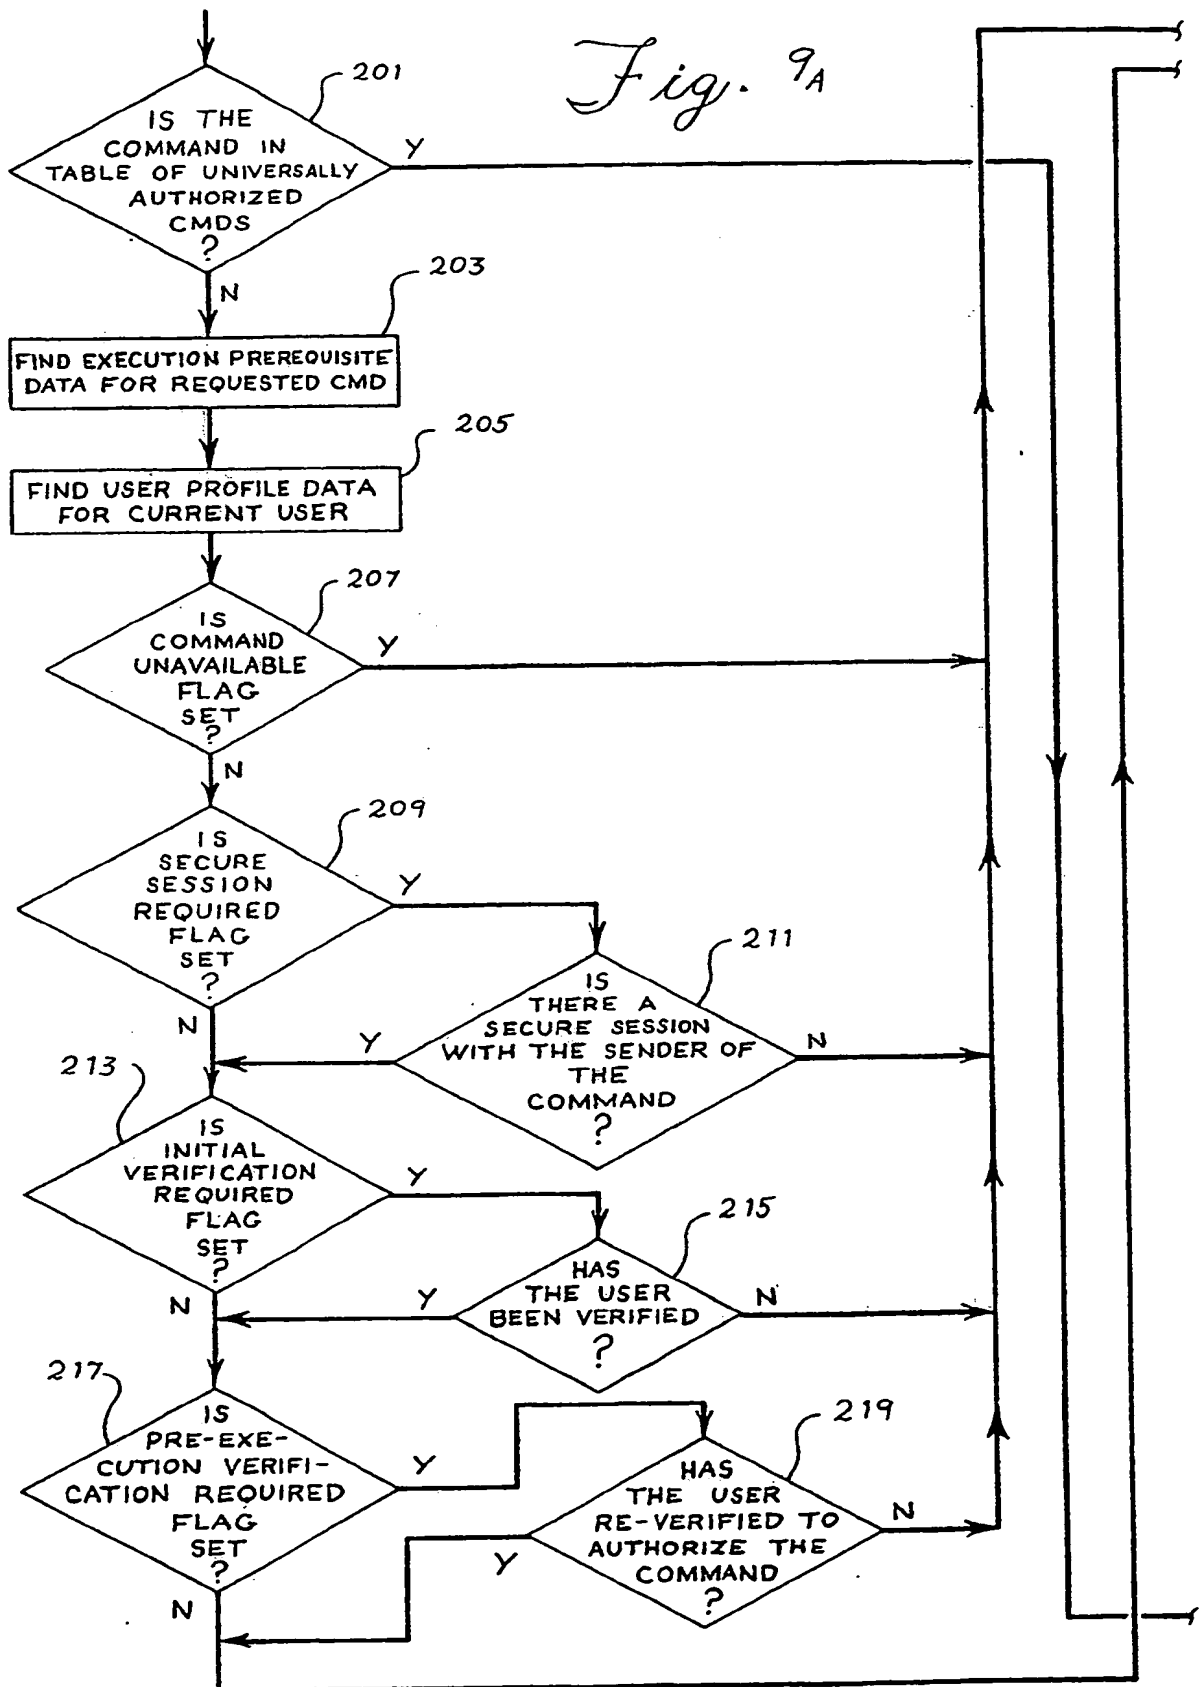 Fig. 9A
201
IS THE
COMMAND IN
TABLE OF UNIVERSALLY
AUTHORIZED
CMDS
?
Y
N
203
FIND EXECUTION PREREQUISITE
DATA FOR REQUESTED CMD
205
FIND USER PROFILE DATA
FOR CURRENT USER
207
IS
COMMAND
UNAVAILABLE
FLAG
SET
?
Y
N
209
IS
SECURE
SESSION
REQUIRED
FLAG
SET
?
Y
N
211
IS
THERE A
SECURE SESSION
WITH THE SENDER OF
THE
COMMAND
?
Y
N
213
IS
INITIAL
VERIFICATION
REQUIRED
FLAG
SET
?
Y
N
215
HAS
THE USER
BEEN VERIFIED
?
Y
N
217
IS
PRE-EXE-
CUTION VERIFI-
CATION REQUIRED
FLAG
SET
?
Y
N
219
HAS
THE USER
RE-VERIFIED TO
AUTHORIZE THE
COMMAND
?
Y
N